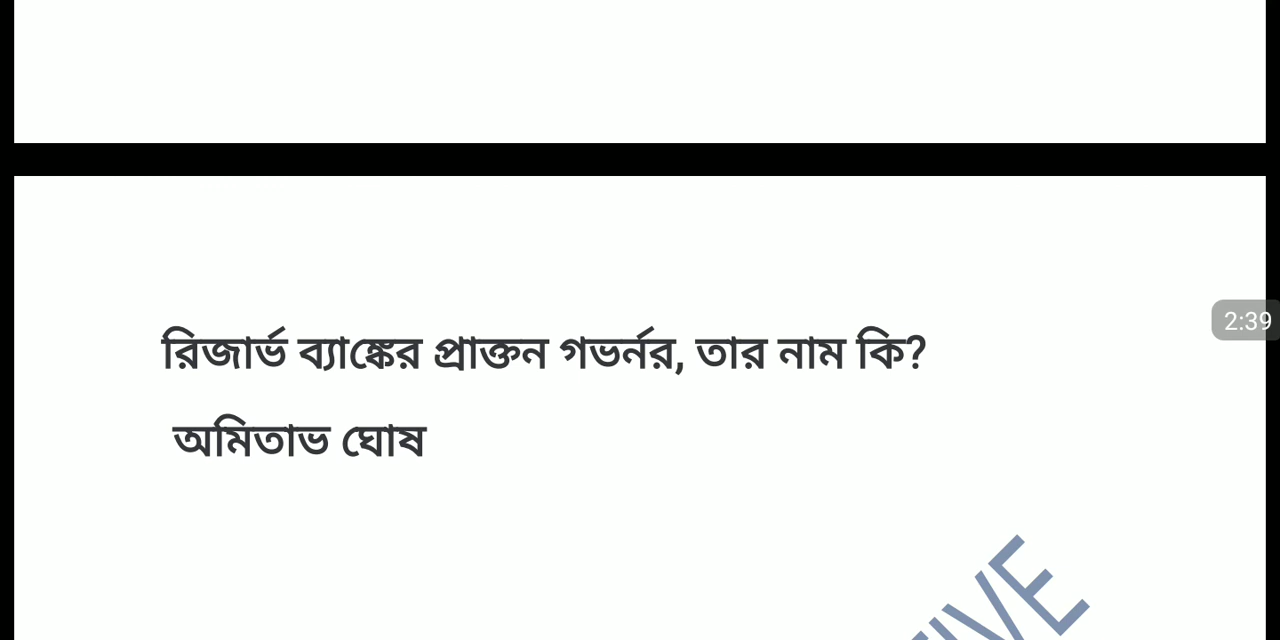 2:39
রিজার্ভ ব্যাঙ্কের প্রাক্তন গভর্নর, তার নাম কি?
অমিতাভ ঘোষ